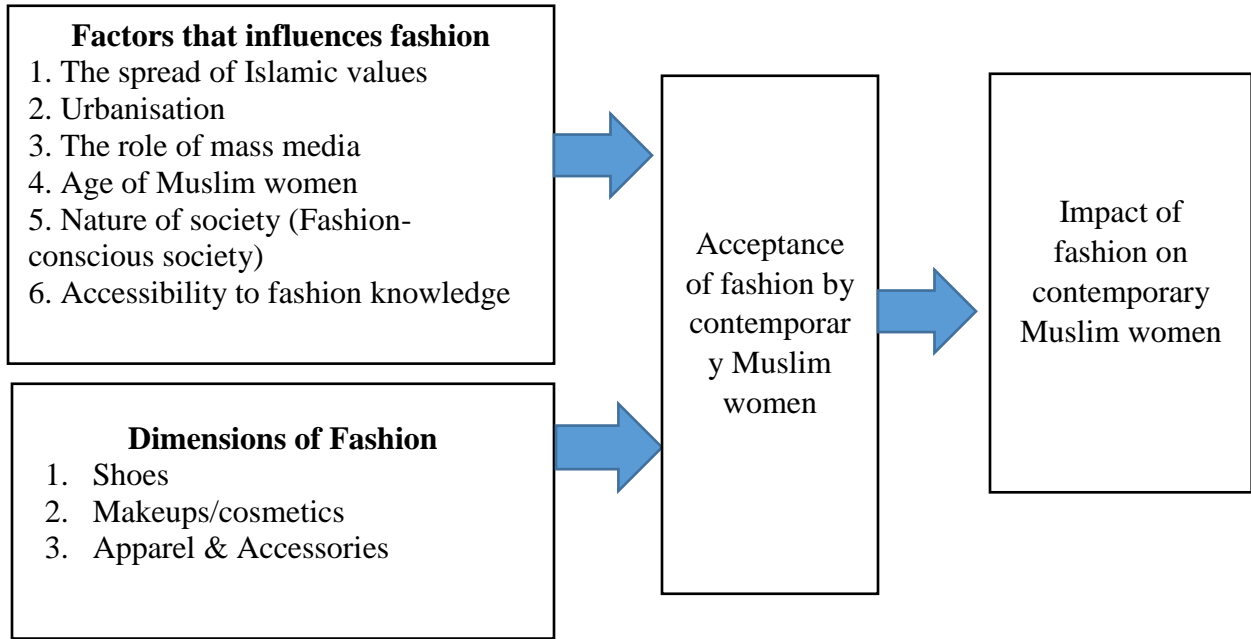 Factors that influences fashion
1. The spread of Islamic values
2. Urbanisation
3. The role of mass media
4. Age of Muslim women
5. Nature of society (Fashion-
conscious society)
6. Accessibility to fashion knowledge
Dimensions of Fashion
1. Shoes
2. Makeups/cosmetics
3. Apparel & Accessories
Acceptance
of fashion by
contemporar
y Muslim
women
Impact of
fashion on
contemporary
Muslim women